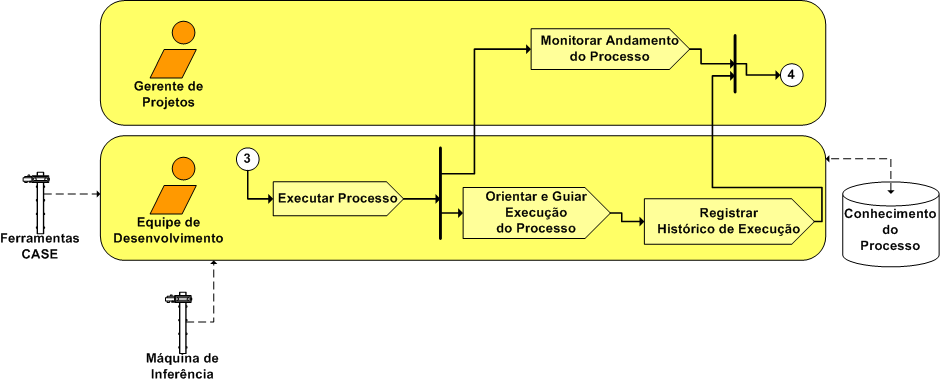 Monitorar Andamento
do Processo
4
Gerente de
Projetos
3
Executar Processo
Orientar e Guiar
Execução
do Processo
Registrar
Histórico de Execução
Equipe de
Desenvolvimento
Ferramentas
CASE
Conhecimento
do
Processo
Máquina de
Inferência